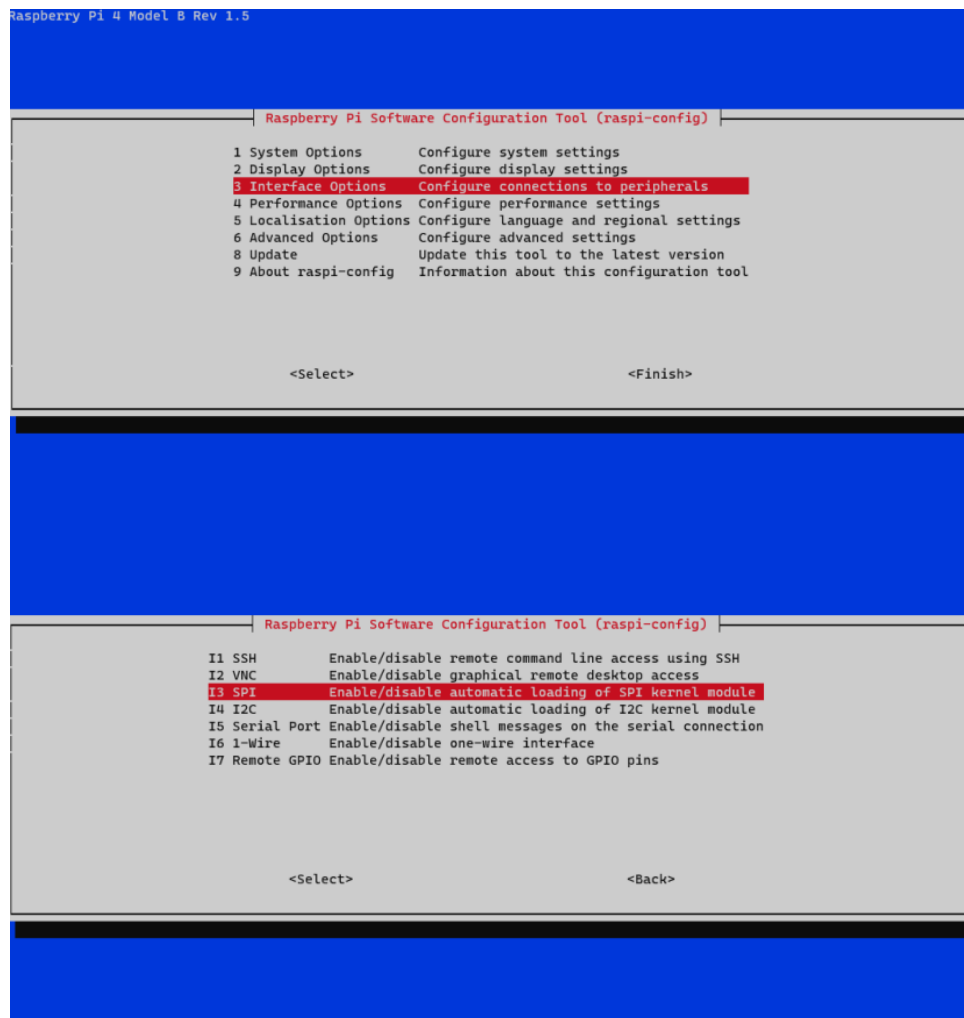 Raspberry Pi 4 Model B Rev 1.5
Raspberry Pi Software Configuration Tool (raspi-config)
1 System Options Configure system settings
2 Display Options Configure display settings
3 Interface Options Configure connections to peripherals
4 Performance Options Configure performance settings
5 Localisation Options Configure language and regional settings
6 Advanced Options Configure advanced settings
8 Update Update this tool to the latest version
9 About raspi-config Information about this configuration tool
<Select> <Finish>
Raspberry Pi Software Configuration Tool (raspi-config)
I1 SSH Enable/disable remote command line access using SSH
I2 VNC Enable/disable graphical remote desktop access
I3 SPI Enable/disable automatic loading of SPI kernel module
I4 I2C Enable/disable automatic loading of I2C kernel module
I5 Serial Port Enable/disable shell messages on the serial connection
I6 1-Wire Enable/disable one-wire interface
I7 Remote GPIO Enable/disable remote access to GPIO pins
<Select> <Back>